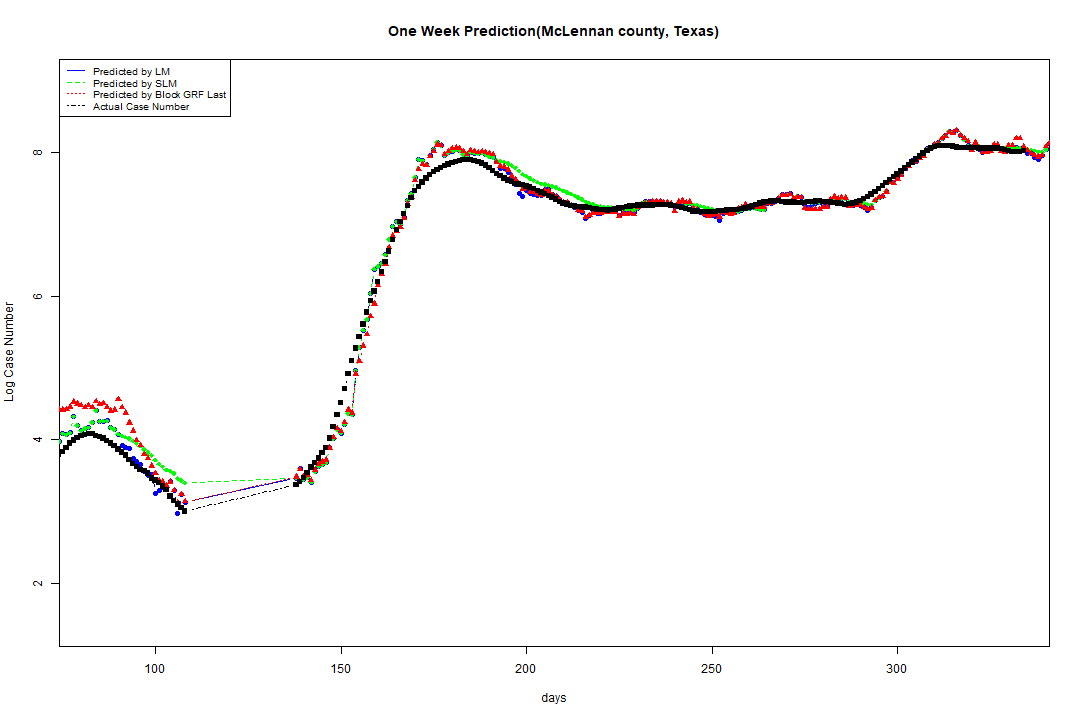 One Week Prediction(McLennan county, Texas)
Predicted by LM
Predicted by SLM
Predicted by Block GRF Last
Actual Case Number
8
6
4
2
Log Case Number
100 150 200 250 300
days